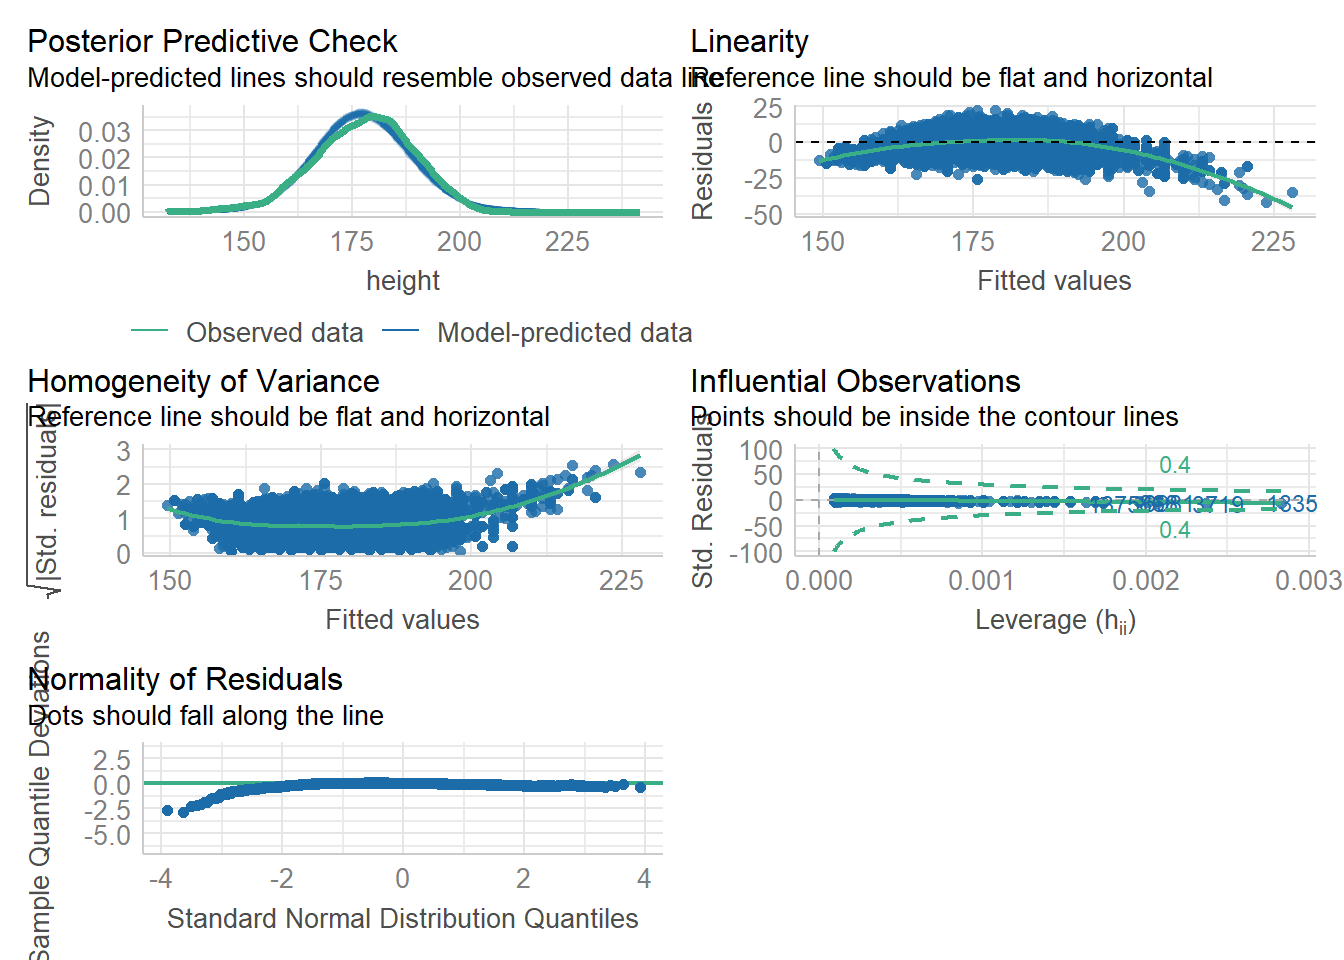 Posterior Predictive Check
Model-predicted lines should resemble observed data line
Density
0.03
0.02
0.01
0.00
150 175 200 225
height
Observed data Model-predicted data
Linearity
Reference line should be flat and horizontal
Residuals
25
0
-25
-50
150 175 200 225
Fitted values
Homogeneity of Variance
Reference line should be flat and horizontal
√|Std. residuals|
3
2
1
0
150 175 200 225
Fitted values
Influential Observations
Points should be inside the contour lines
Std. Residuals
100
50
0
-50
-100
0.4
0.4
3719
1335
0.000 0.001 0.002 0.003
Leverage (hii)
Normality of Residuals
Dots should fall along the line
Sample Quantile Deviations
2.5
0.0
-2.5
-5.0
-4 -2 0 2 4
Standard Normal Distribution Quantiles